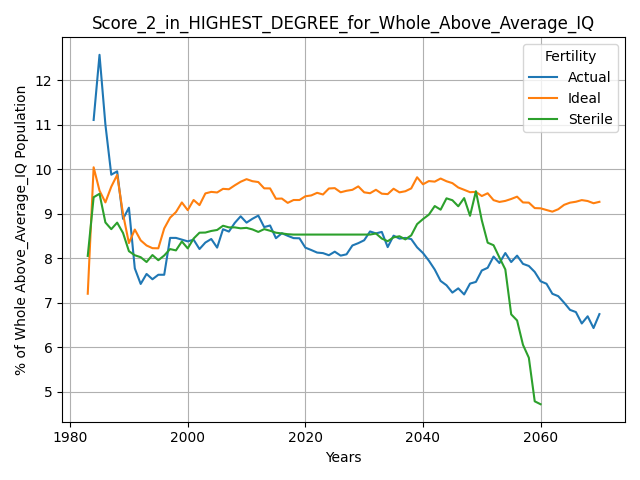 Score_2_in_HIGHEST_DEGREE_for_Whole_Above_Average_IQ
Fertility
Actual
Ideal
Sterile
% of Whole Above_Average_IQ Population
12
11
10
9
8
7
6
5
1980
2000
2020
2040
2060
Years